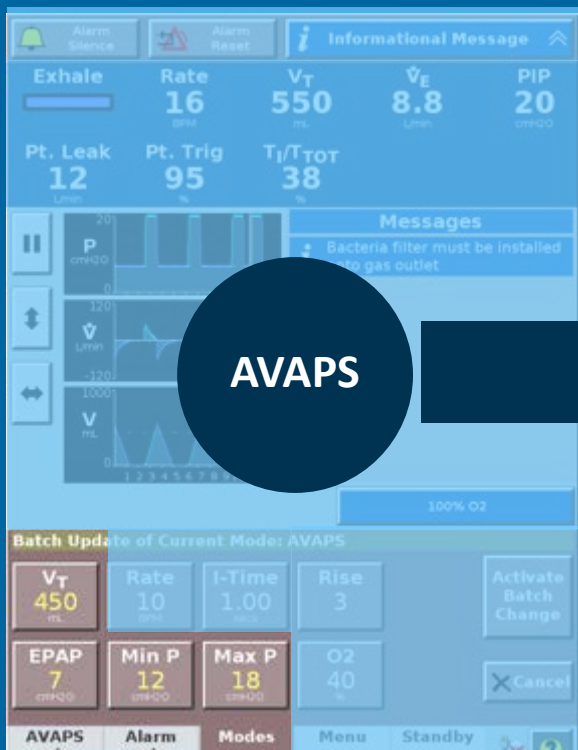 Alarm Silence
Alarm Reset
i Informational Message
Exhale
Rate
16
BPM
VT
550
mL
V̇E
8.8
L/min
PIP
20
cmH2O
Pt. Leak
12
L/min
Pt. Trig
95
%
TI/TTOT
38
%
20
P
cmH2O
0
Messages
Bacteria filter must be installed
gas outlet
120
V̇
L/min
-120
AVAPS
1000
V
mL
0
1 2 3 4 5 6 7 8
100% O2
Batch Update of Current Mode: AVAPS
VT
450
mL
Rate
10
BPM
I-Time
1.00
secs
Rise
3
Activate
Batch
Change
EPAP
7
cmH2O
Min P
12
cmH2O
Max P
18
cmH2O
O2
40
%
Cancel
AVAPS
Alarm
Modes
Menu
Standby
?